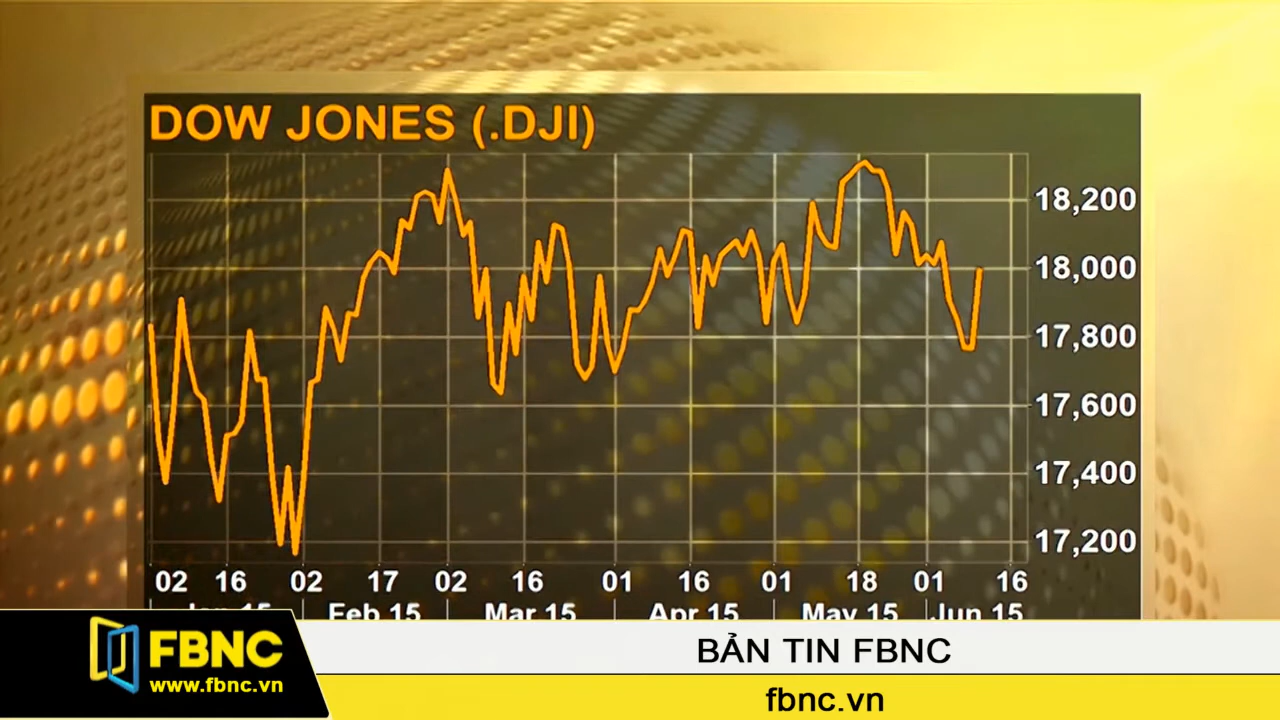 DOW JONES (.DJI)
18,200
18,000
17,800
17,600
17,400
17,200
02 16 02 17 02 16 01 16 01 18 01 16
Jan 15 Feb 15 Mar 15 Apr 15 May 15 Jun 15
FBNC
www.fbnc.vn
BẢN TIN FBNC
fbnc.vn